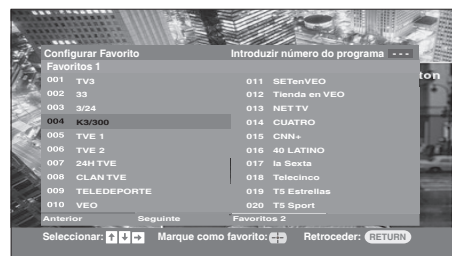 Configurar Favorito Introduzir número do programa - - -
Favoritos 1
001 TV3
002 33
003 3/24
004 K3/300
005 TVE 1
006 TVE 2
007 24H TVE
008 CLAN TVE
009 TELEDEPORTE
010 VEO
011 SETenVEO
012 Tienda en VEO
013 NET TV
014 CUATRO
015 CNN+
016 40 LATINO
017 la Sexta
018 Telecinco
019 T5 Estrellas
020 T5 Sport
Anterior Seguinte Favoritos 2
Seleccionar: ↑ ↓ → Marque como favorito: Retroceder: RETURN
ton